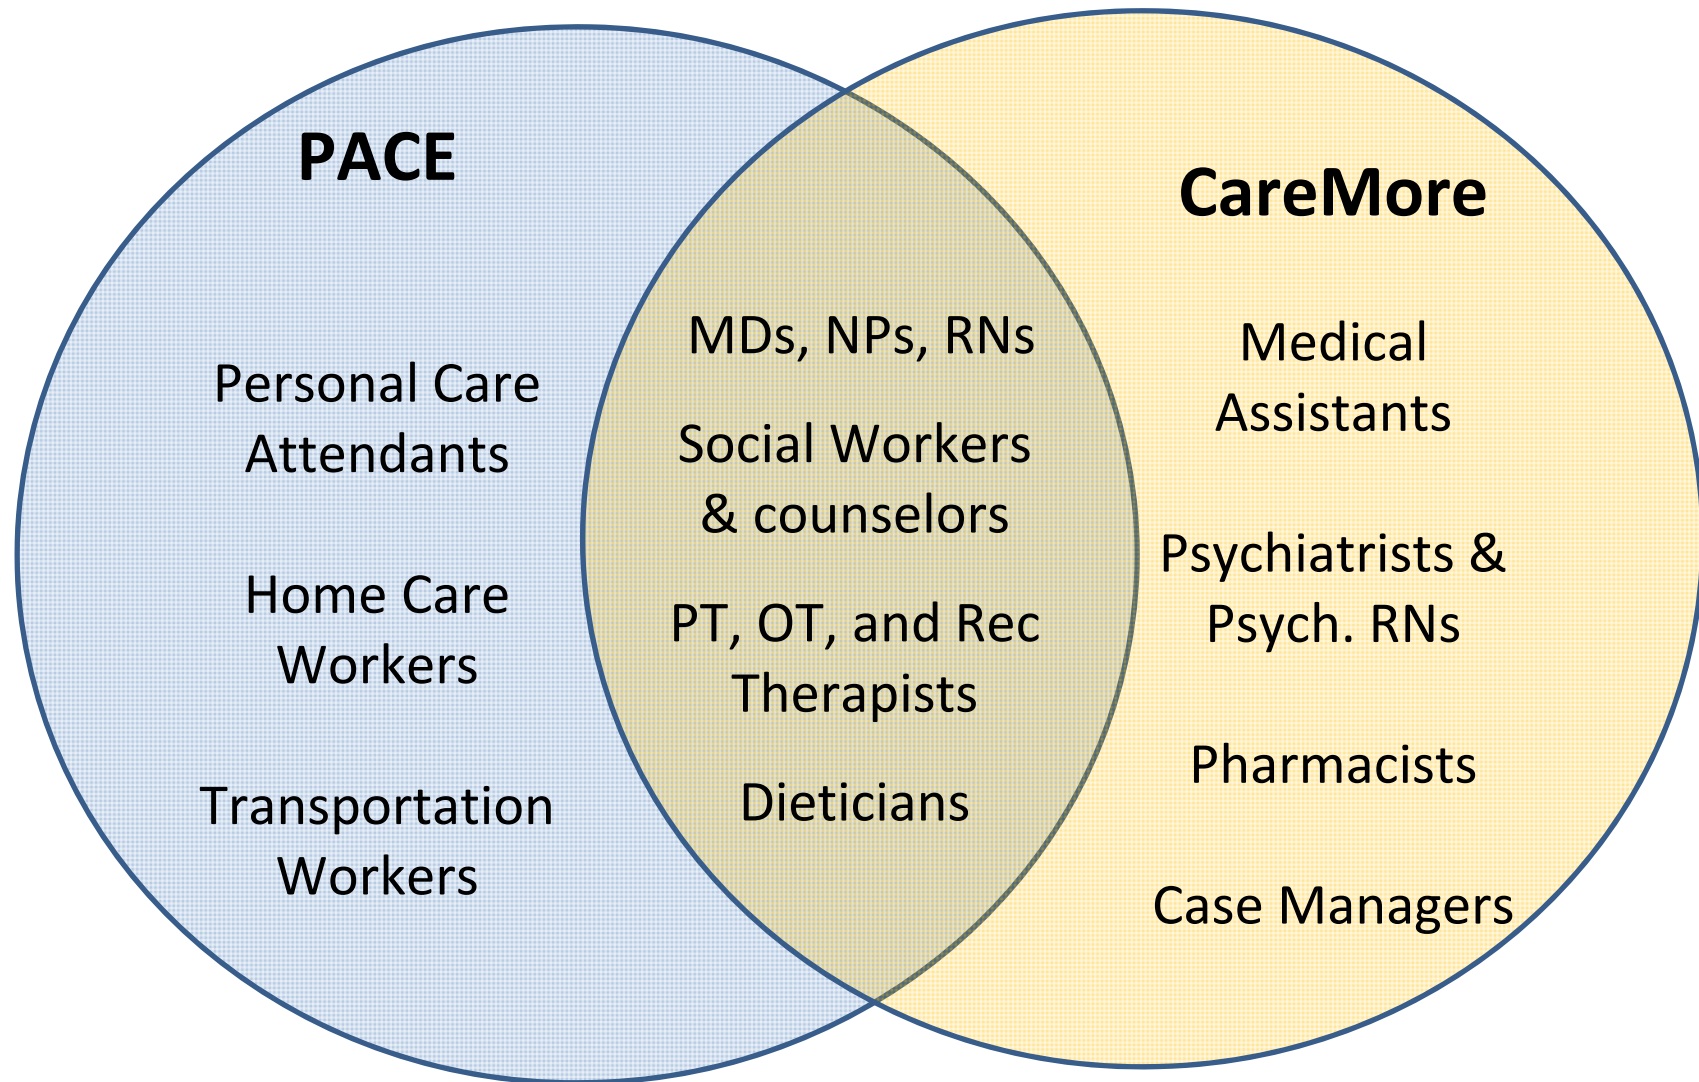 PACE
Personal Care
Attendants
Home Care
Workers
Transportation
Workers
MDs, NPs, RNs
Social Workers
& counselors
PT, OT, and Rec
Therapists
Dieticians
CareMore
Medical
Assistants
Psychiatrists &
Psych. RNs
Pharmacists
Case Managers